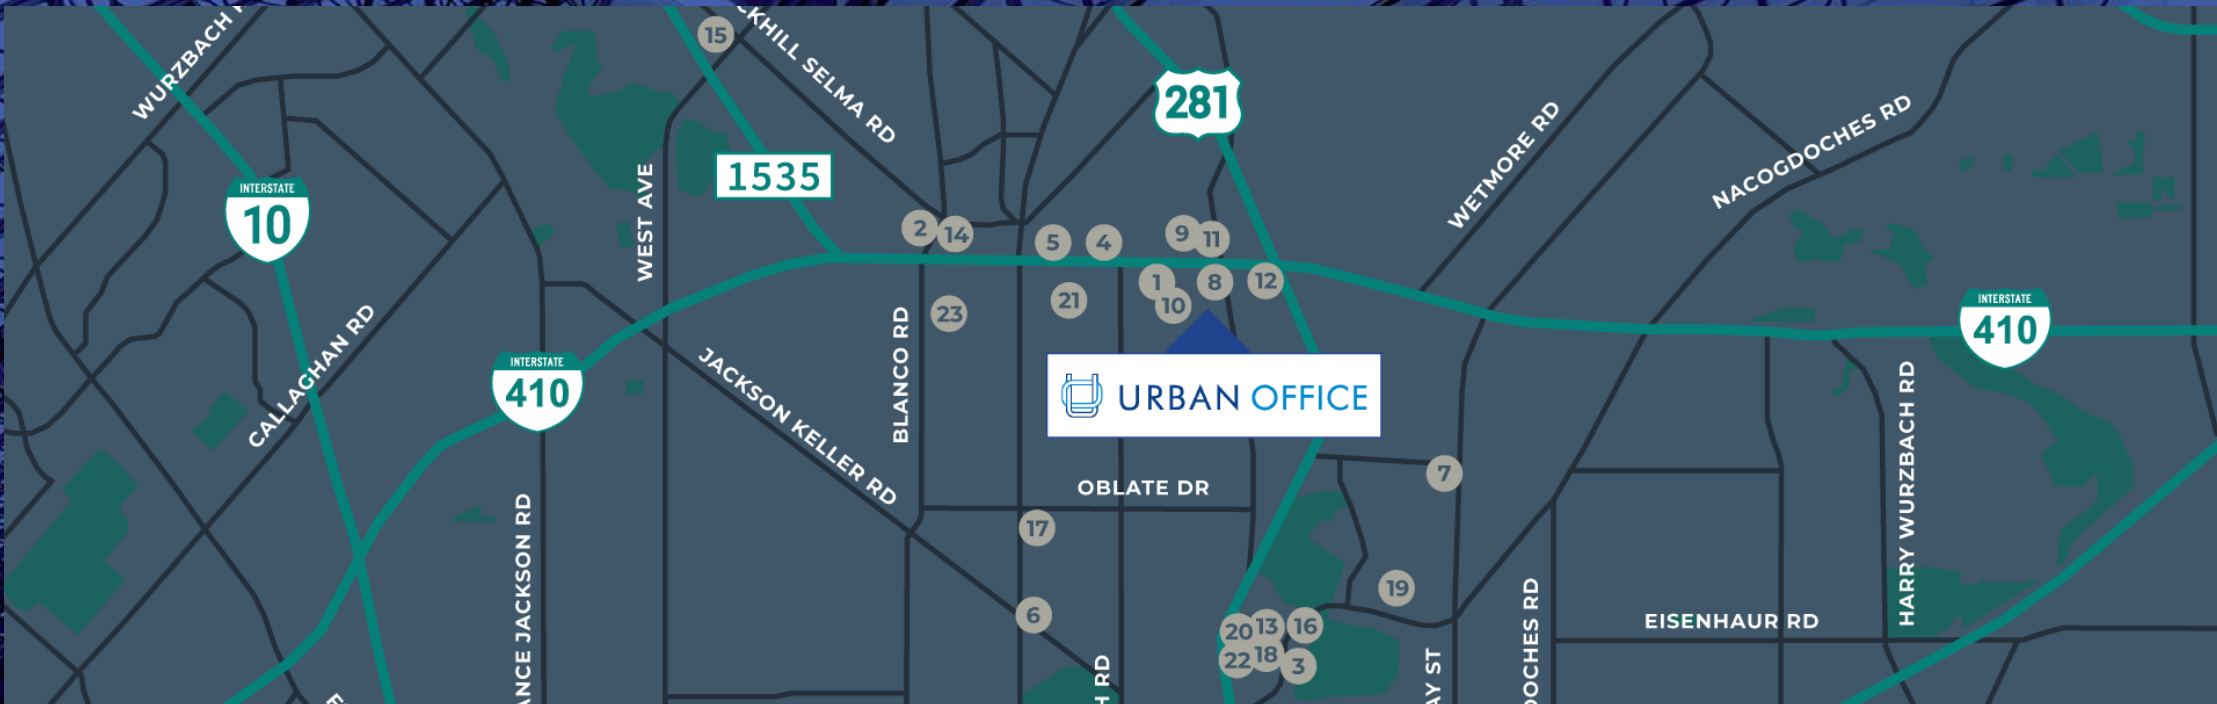 WURZBACH
15
CKHILL SELMA RD
281
WETMORE RD
NACOGDOCHES RD
1535
WEST AVE
INTERSTATE
10
2
14
5
4
9
11
1
8
12
10
21
23
CALLAGHAN RD
BLANCO RD
JACKSON KELLER RD
INTERSTATE
410
INTERSTATE
410
URBAN OFFICE
HARRY WURZBACH RD
7
OBLATE DR
17
ANCE JACKSON RD
19
6
20
13
16
22
18
3
EISENHAUR RD
DOCHES RD
AY ST
H RD